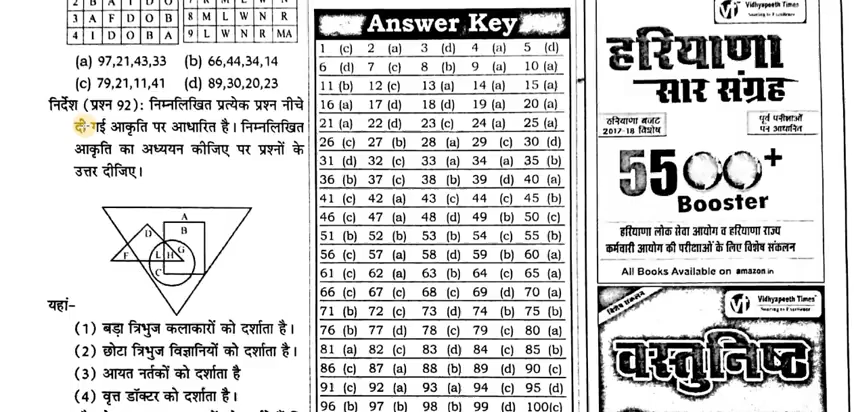 3 A F D O B 8 M L W N R
4 I D O B A 9 L W N R MA
(a) 97,21,43,33 (b) 66,44,34,14
(c) 79,21,11,41 (d) 89,30,20,23
निर्देश (प्रश्न 92): निम्नलिखित प्रत्येक प्रश्न नीचे
दी गई आकृति पर आधारित है। निम्नलिखित
आकृति का अध्ययन कीजिए पर प्रश्नों के
उत्तर दीजिए।
A
B
D
G
F
L H
C
यहां–
(1) बड़ा त्रिभुज कलाकारों को दर्शाता है।
(2) छोटा त्रिभुज विज्ञानियों को दर्शाता है।
(3) आयत नर्तकों को दर्शाता है
(4) वृत्त डॉक्टर को दर्शाता है।
Answer Key
1 (c) 2 (a) 3 (d) 4 (a) 5 (d)
6 (d) 7 (c) 8 (b) 9 (a) 10 (a)
11 (b) 12 (c) 13 (a) 14 (a) 15 (a)
16 (a) 17 (d) 18 (d) 19 (a) 20 (a)
21 (a) 22 (d) 23 (c) 24 (a) 25 (a)
26 (c) 27 (b) 28 (a) 29 (c) 30 (d)
31 (d) 32 (c) 33 (a) 34 (a) 35 (b)
36 (b) 37 (c) 38 (b) 39 (d) 40 (a)
41 (c) 42 (a) 43 (c) 44 (c) 45 (b)
46 (c) 47 (a) 48 (d) 49 (b) 50 (c)
51 (b) 52 (b) 53 (b) 54 (c) 55 (b)
56 (c) 57 (a) 58 (d) 59 (b) 60 (a)
61 (c) 62 (a) 63 (b) 64 (c) 65 (a)
66 (c) 67 (c) 68 (c) 69 (d) 70 (a)
71 (b) 72 (c) 73 (d) 74 (b) 75 (b)
76 (b) 77 (d) 78 (c) 79 (c) 80 (a)
81 (a) 82 (c) 83 (d) 84 (c) 85 (b)
86 (c) 87 (a) 88 (b) 89 (d) 90 (c)
91 (c) 92 (a) 93 (a) 94 (c) 95 (d)
96 (b) 97 (b) 98 (b) 99 (d) 100(c)
Vidhyapeeth Times
हरियाणा
सार संग्रह
हरियाणा बजट
2017-18 विशेष
पूर्व परीक्षाओं
पर आधारित
5500+
Booster
हरियाणा लोक सेवा आयोग व हरियाणा राज्य
कर्मचारी आयोग की परीक्षाओं के लिए विशेष संकलन
All Books Available on amazon.in
विशेष संकलन
Vidhyapeeth Times
वस्तुनिष्ठ